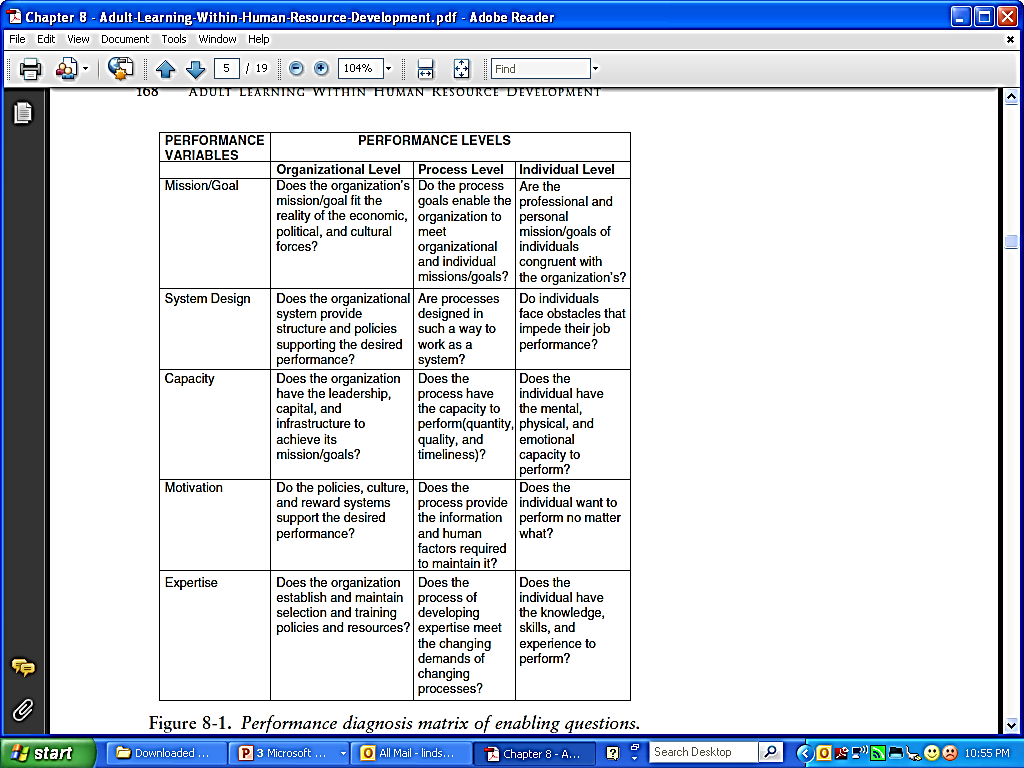 Chapter 8 - Adult-Learning-Within-Human-Resource-Development.pdf - Adobe Reader
File Edit View Document Tools Window Help
5 / 19 104% Find
168 ADULT LEARNING WITHIN HUMAN RESOURCE DEVELOPMENT
PERFORMANCE
VARIABLES
PERFORMANCE LEVELS
Organizational Level Process Level Individual Level
Mission/Goal
Does the organization's
mission/goal fit the
reality of the economic,
political, and cultural
forces?
Do the process
goals enable the
organization to
meet
organizational
and individual
missions/goals?
Are the
professional and
personal
mission/goals of
individuals
congruent with
the organization's?
System Design
Does the organizational
system provide
structure and policies
supporting the desired
performance?
Are processes
designed in
such a way to
work as a
system?
Do individuals
face obstacles that
impede their job
performance?
Capacity
Does the organization
have the leadership,
capital, and
infrastructure to
achieve its
mission/goals?
Does the
process have
the capacity to
perform(quantity,
quality, and
timeliness)?
Does the
individual have
the mental,
physical, and
emotional
capacity to
perform?
Motivation
Do the policies, culture,
and reward systems
support the desired
performance?
Does the
process provide
the information
and human
factors required
to maintain it?
Does the
individual want to
perform no matter
what?
Expertise
Does the organization
establish and maintain
selection and training
policies and resources?
Does the
process of
developing
expertise meet
the changing
demands of
changing
processes?
Does the
individual have
the knowledge,
skills, and
experience to
perform?
Figure 8-1. Performance diagnosis matrix of enabling questions.
start Downloaded ... 3 Microsoft ... All Mail - linds... Chapter 8 - A... Search Desktop 10:55 PM